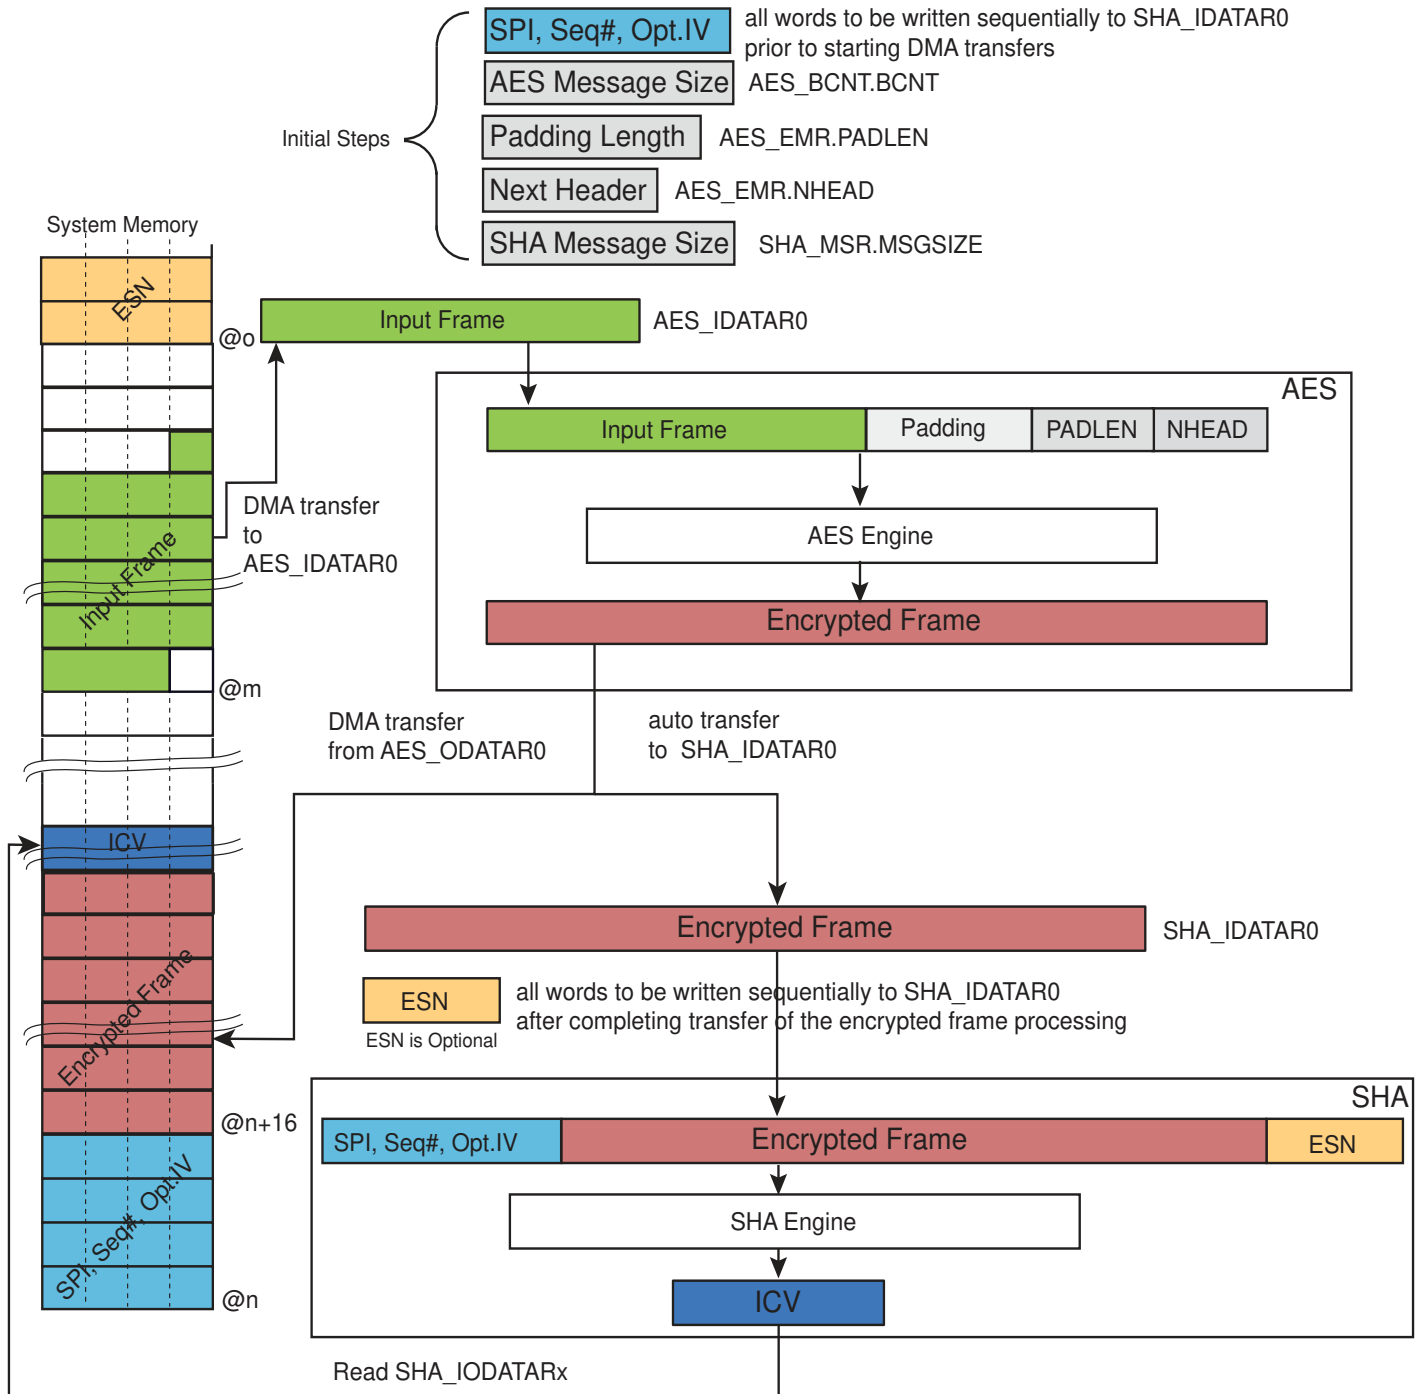 SPI, Seq#, Opt.IV
all words to be written sequentially to SHA_IDATAR0
prior to starting DMA transfers
AES Message Size
AES_BCNT.BCNT
Initial Steps
Padding Length
AES_EMR.PADLEN
Next Header
AES_EMR.NHEAD
SHA Message Size
SHA_MSR.MSGSIZE
System Memory
ESN
@o
Input Frame
AES_IDATAR0
AES
Input Frame
Padding
PADLEN
NHEAD
DMA transfer
to
AES_IDATAR0
AES Engine
Input Frame
Encrypted Frame
@m
DMA transfer
from AES_ODATAR0
auto transfer
to SHA_IDATAR0
ICV
Encrypted Frame
SHA_IDATAR0
ESN
all words to be written sequentially to SHA_IDATAR0
after completing transfer of the encrypted frame processing
ESN is Optional
Encrypted Frame
@n+16
SHA
SPI, Seq#, Opt.IV
Encrypted Frame
ESN
SPI, Seq#, Opt.IV
SHA Engine
@n
ICV
Read SHA_IODATARx